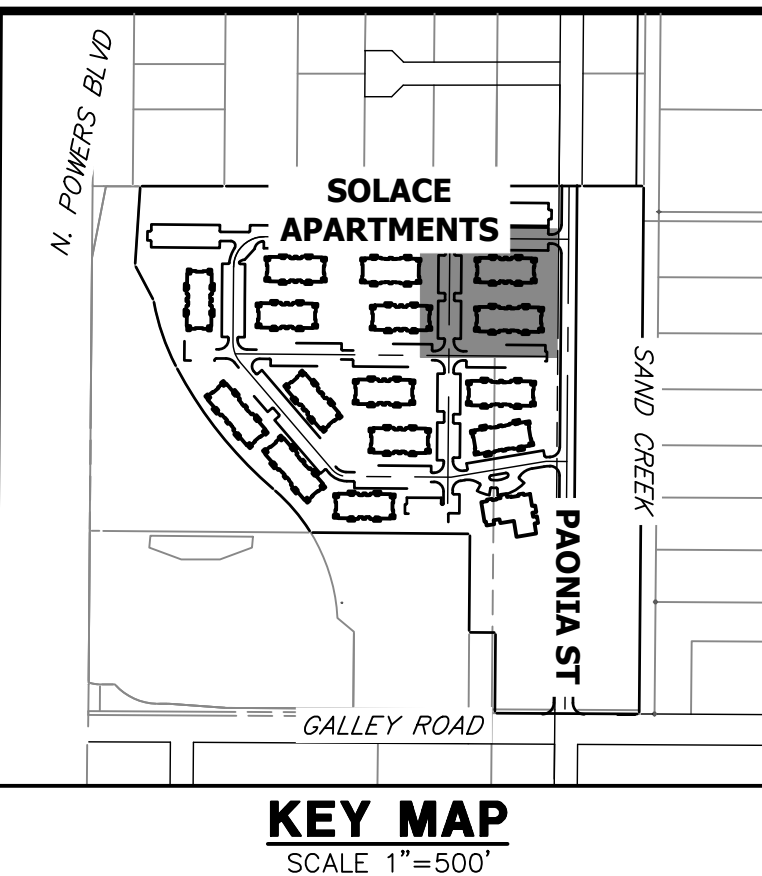 N. POWERS BLVD
SOLACE
APARTMENTS
SAND CREEK
PAONIA ST
GALLEY ROAD
KEY MAP
SCALE 1"=500'